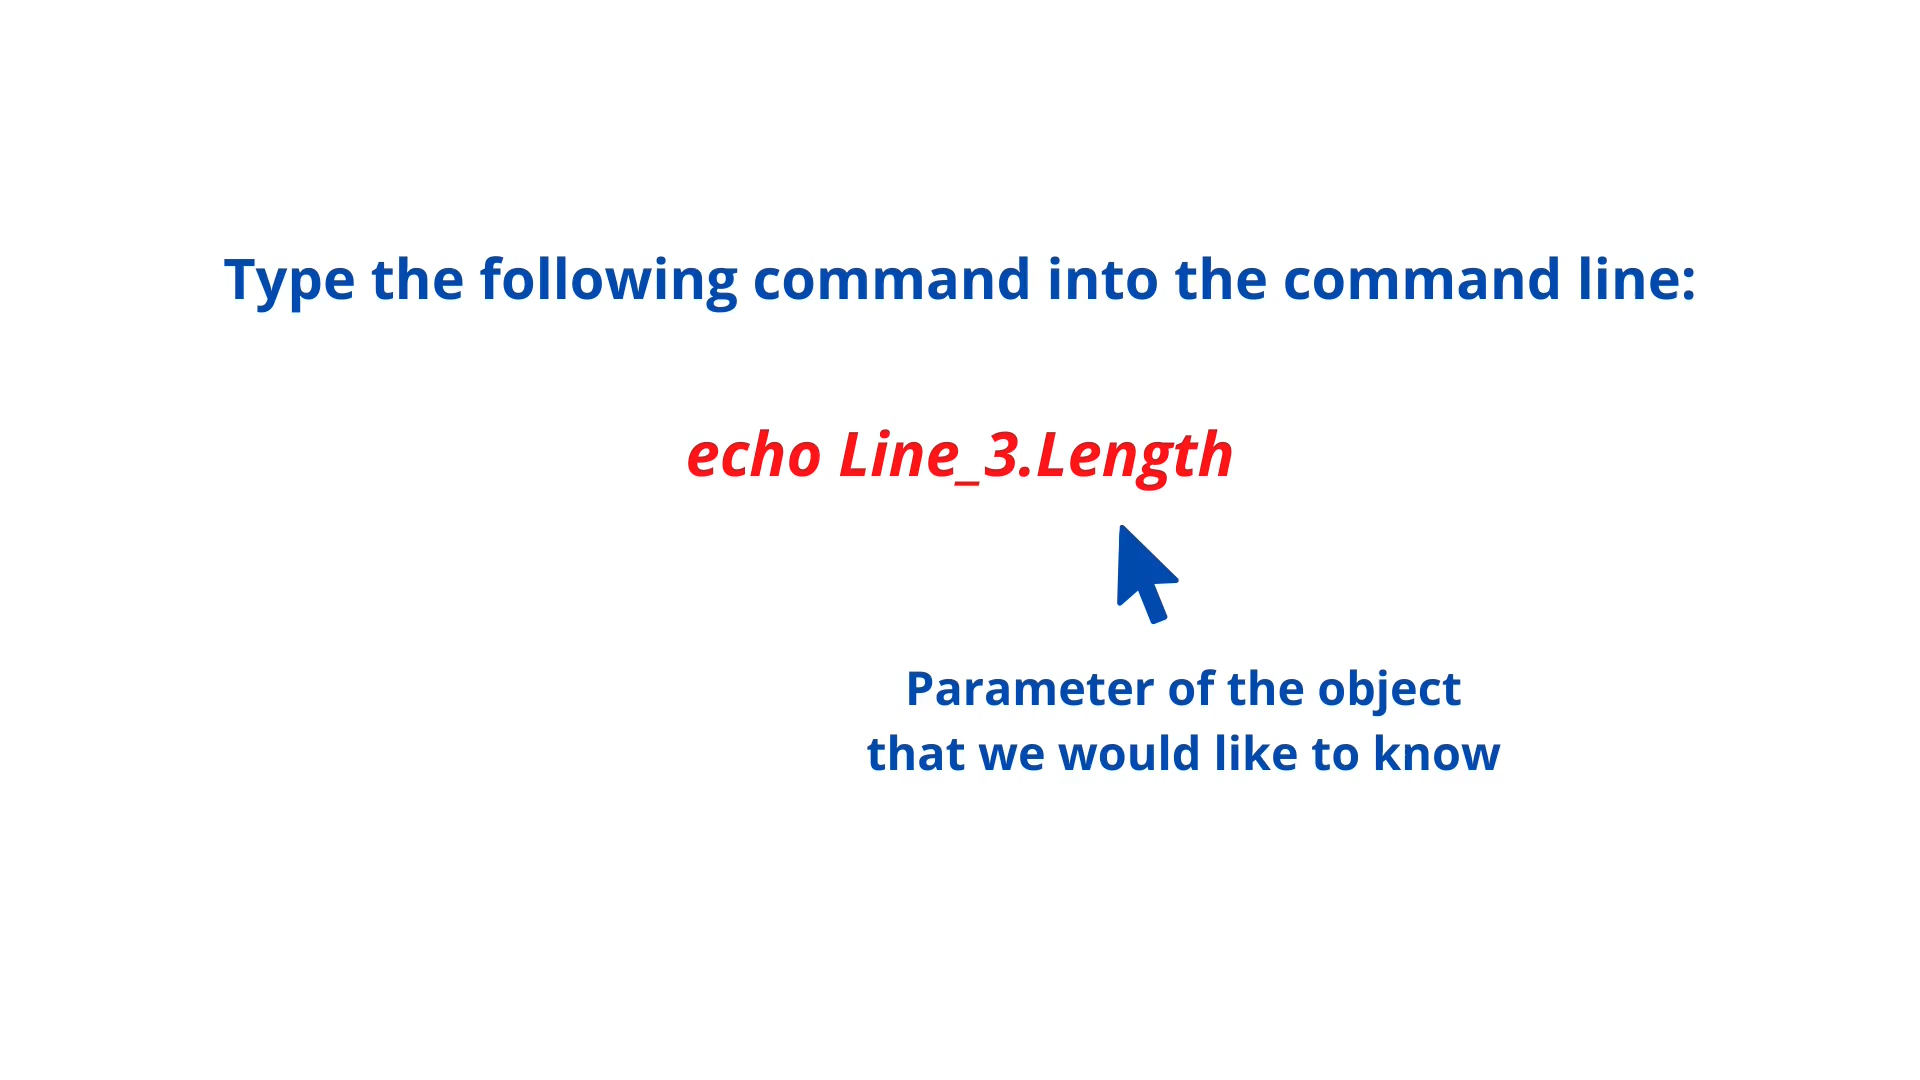 Type the following command into the command line:
echo Line_3.Length
Parameter of the object
that we would like to know